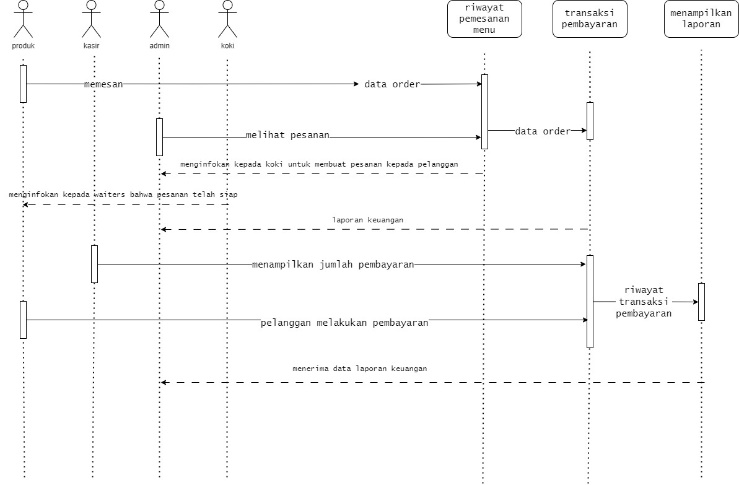 riwayat
pemesanan
menu
transaksi
pembayaran
menampilkan
laporan
produk
kasir
admin
koki
memesan
data order
melihat pesanan
data order
menginfokan kepada koki untuk membuat pesanan kepada pelanggan
menginfokan kepada waiters bahwa pesanan telah siap
laporan keuangan
menampilkan jumlah pembayaran
riwayat
transaksi
pembayaran
pelanggan melakukan pembayaran
menerima data laporan keuangan